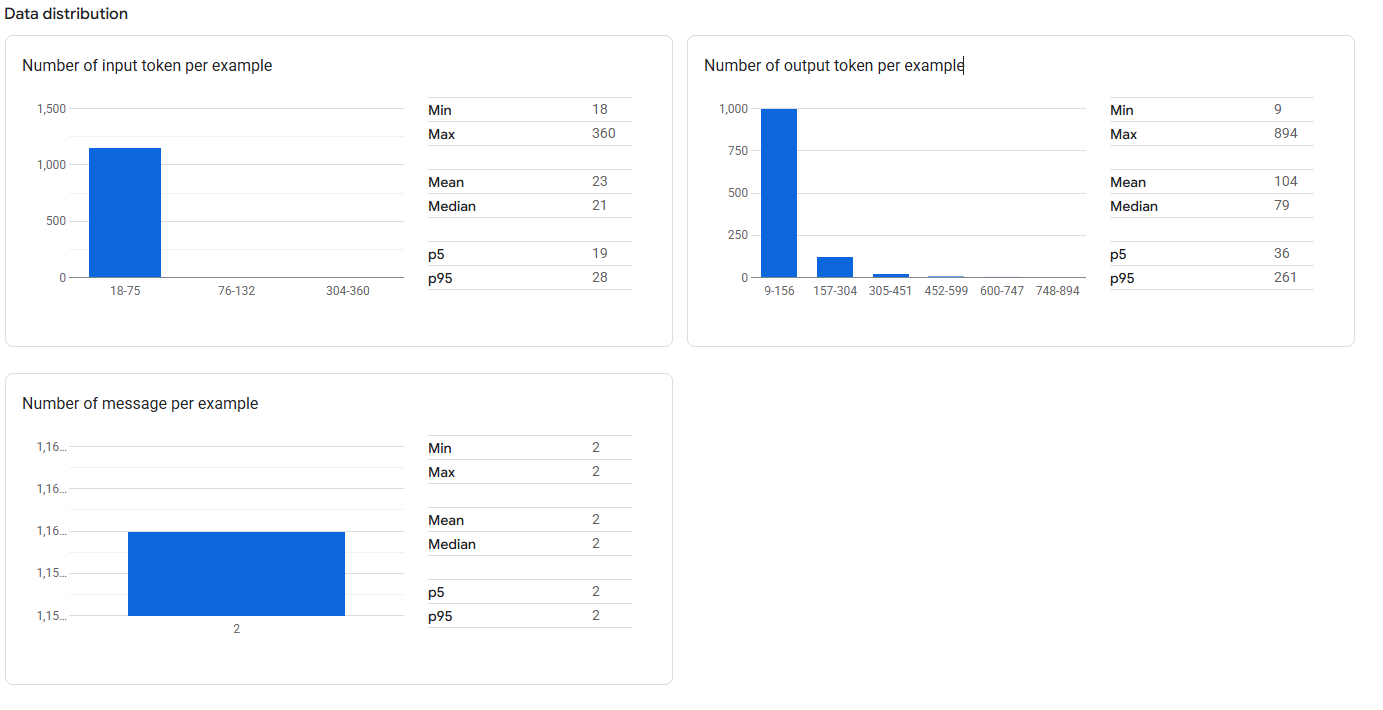 Data distribution
Number of input token per example
1,500
1,000
500
0
18-75
76-132
304-360
Min 18
Max 360
Mean 23
Median 21
p5 19
p95 28
Number of output token per example
1,000
750
500
250
0
9-156
157-304
305-451
452-599
600-747
748-894
Min 9
Max 894
Mean 104
Median 79
p5 36
p95 261
Number of message per example
1,16...
1,16...
1,16...
1,15...
1,15...
2
Min 2
Max 2
Mean 2
Median 2
p5 2
p95 2